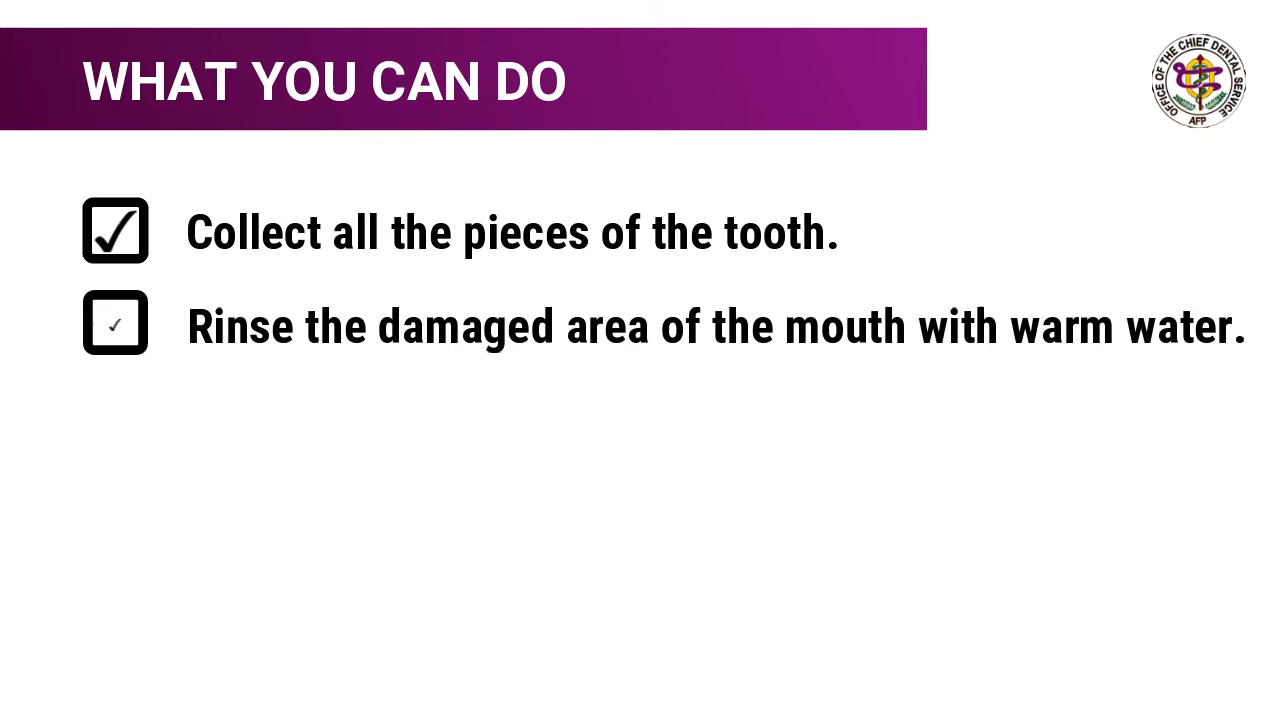 WHAT YOU CAN DO
OFFICE OF THE CHIEF DENTAL SERVICE
AFP
Collect all the pieces of the tooth.
Rinse the damaged area of the mouth with warm water.